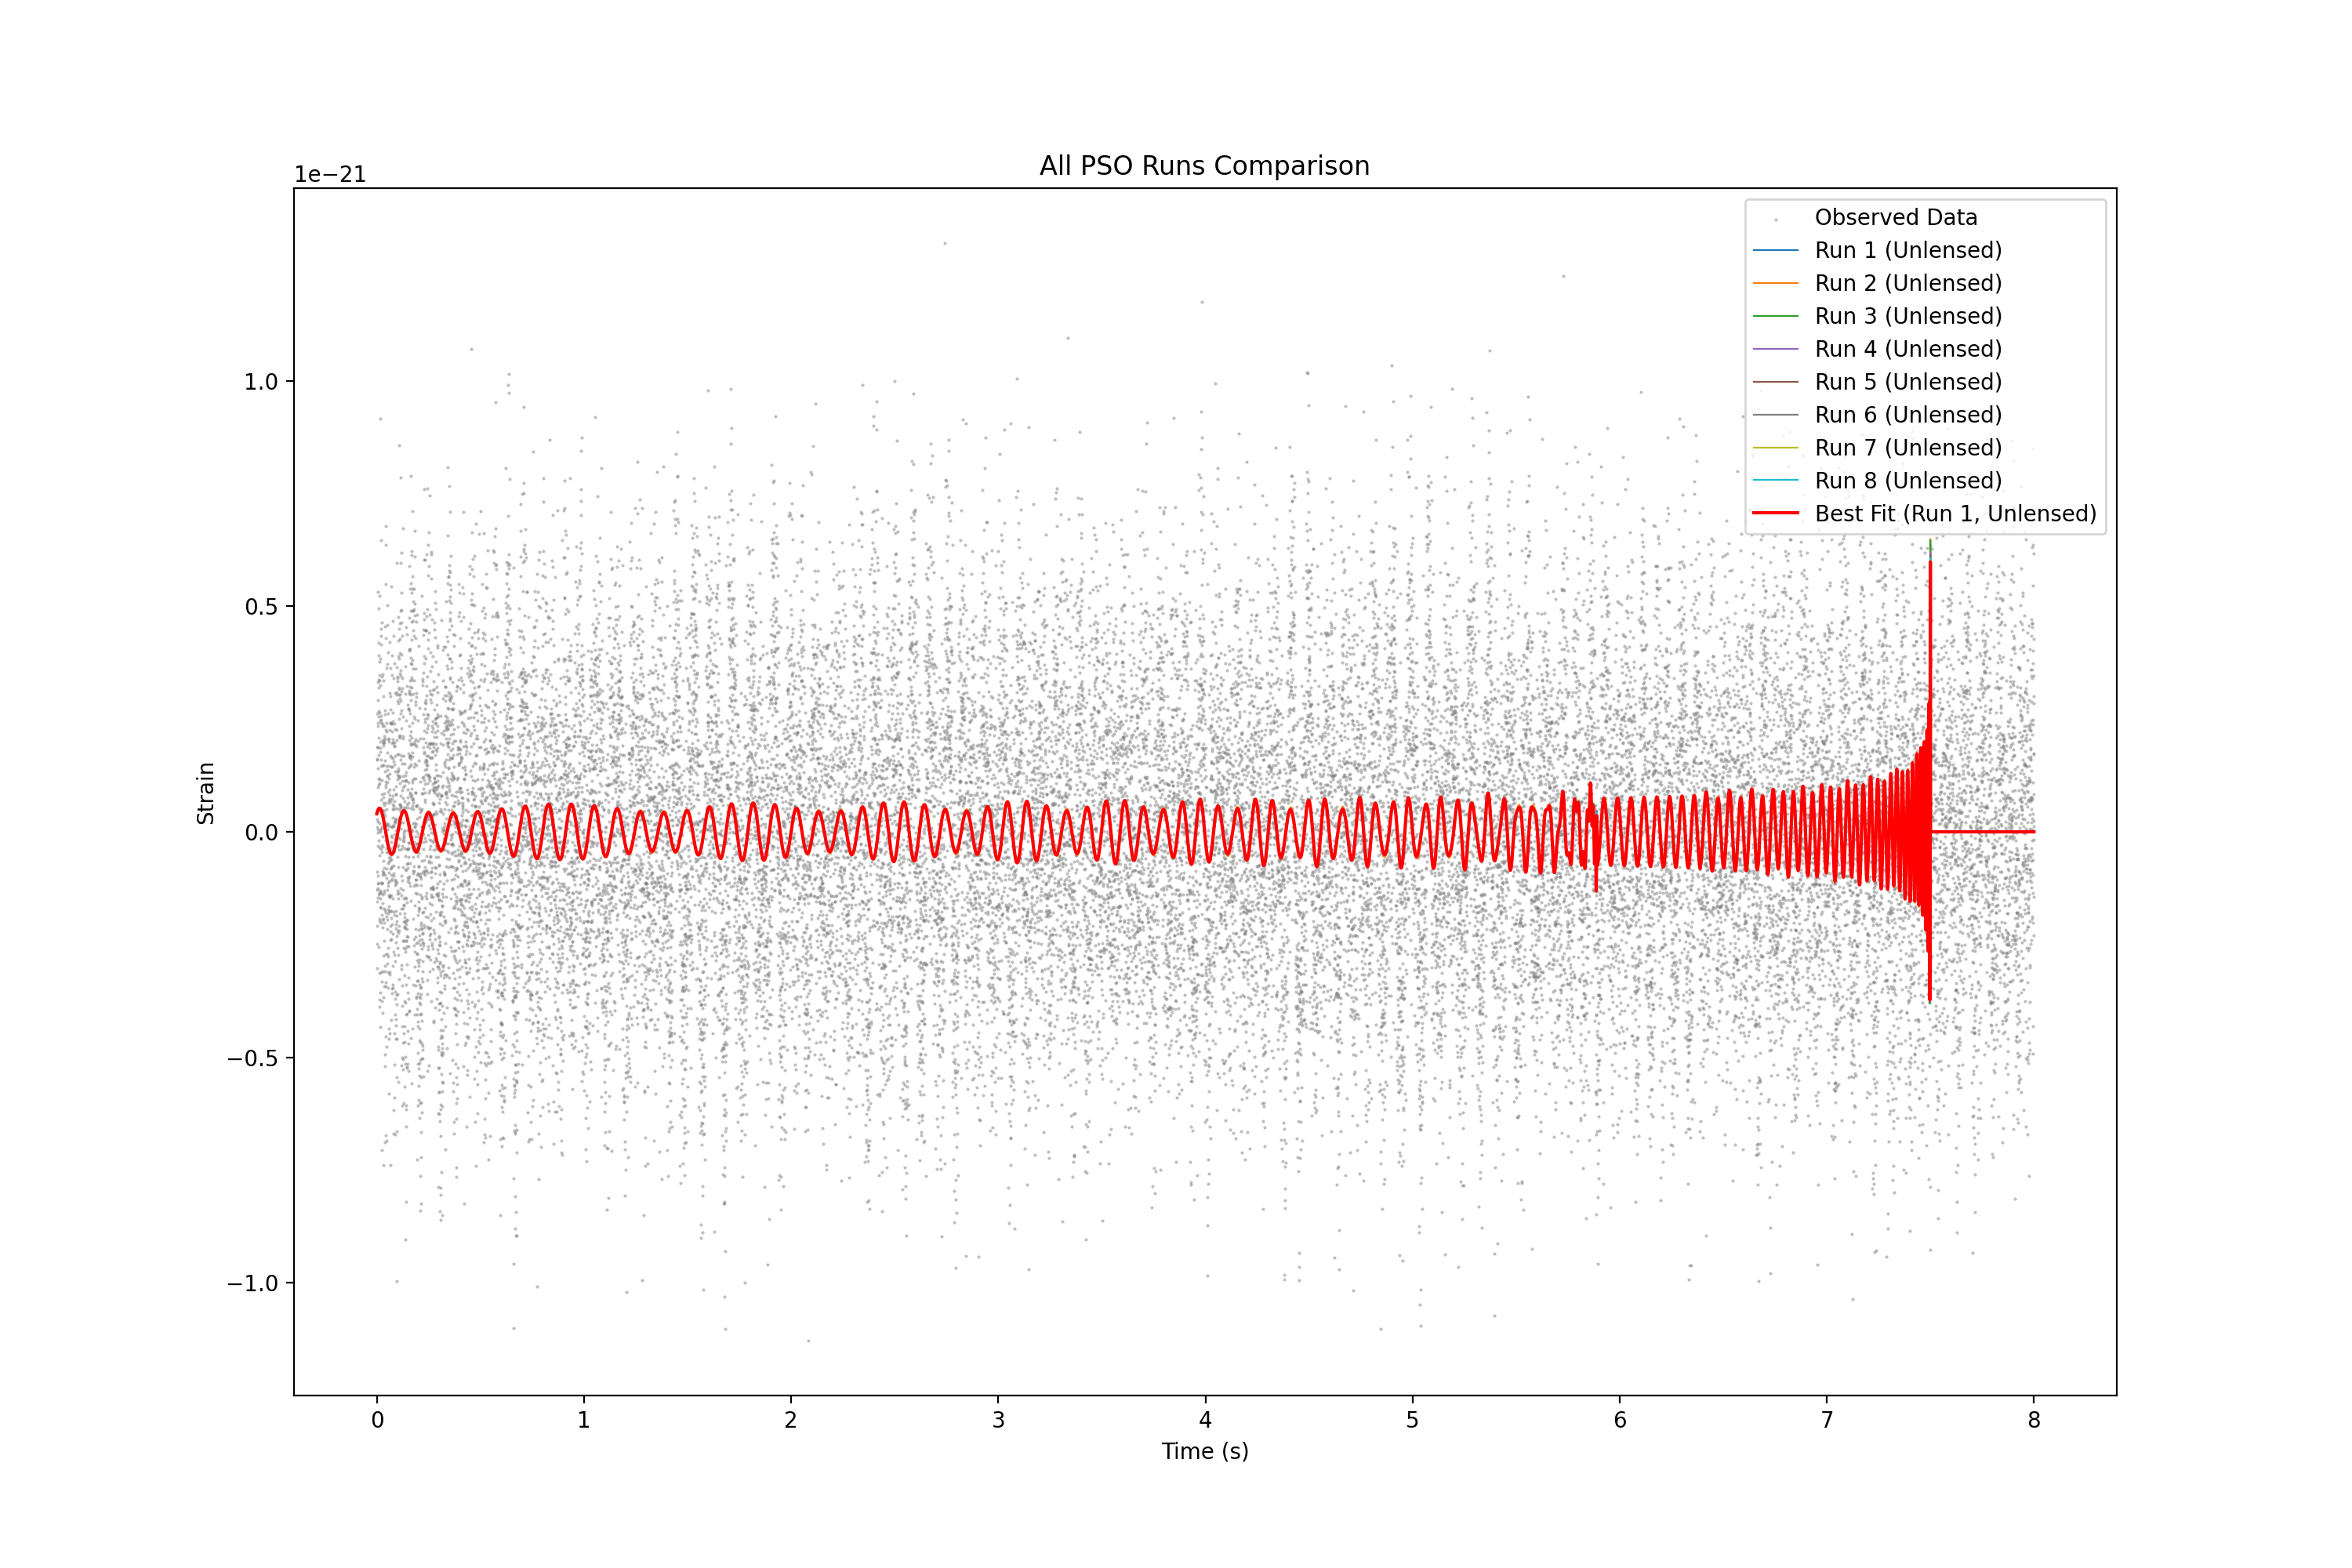 All PSO Runs Comparison
1e−21
Observed Data
Run 1 (Unlensed)
Run 2 (Unlensed)
Run 3 (Unlensed)
Run 4 (Unlensed)
Run 5 (Unlensed)
Run 6 (Unlensed)
Run 7 (Unlensed)
Run 8 (Unlensed)
Best Fit (Run 1, Unlensed)
1.0
0.5
0.0
−0.5
−1.0
Strain
0 1 2 3 4 5 6 7 8
Time (s)